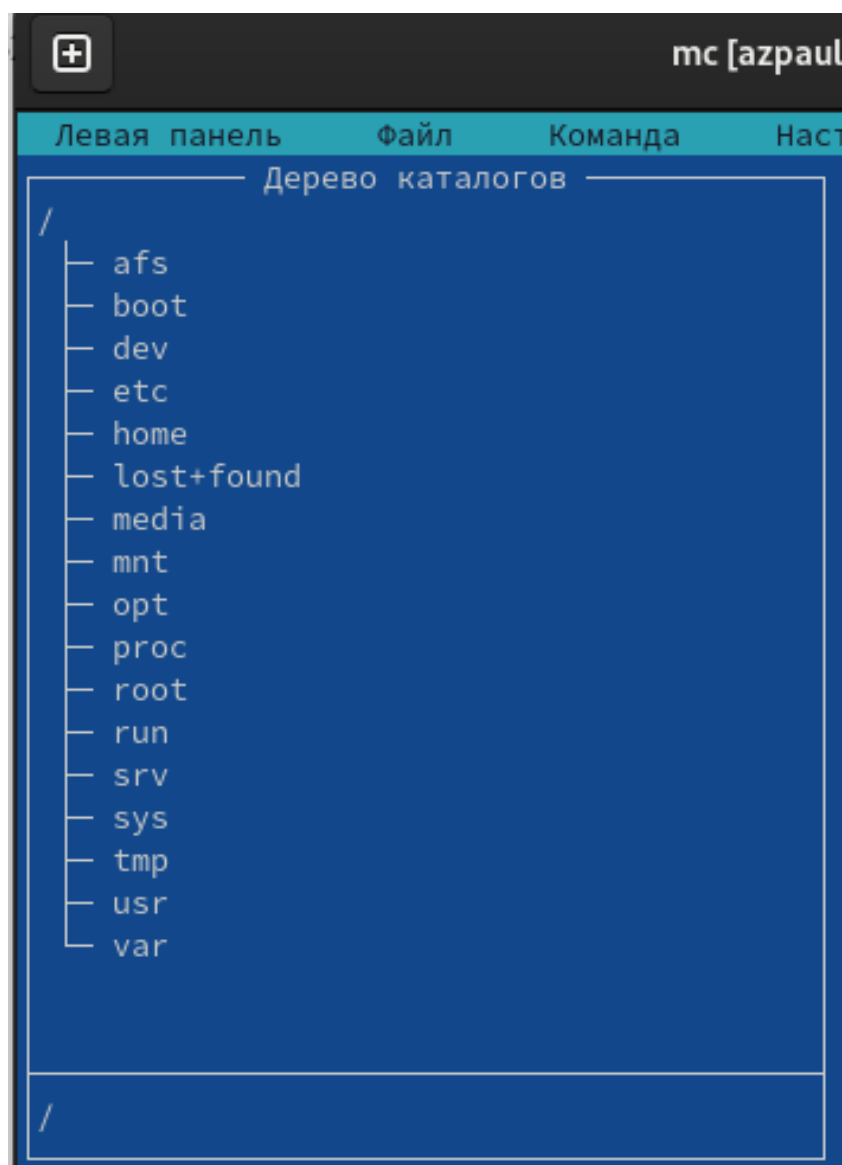 mc [azpaul
Левая панель Файл Команда Наст
Дерево каталогов
/
afs
boot
dev
etc
home
lost+found
media
mnt
opt
proc
root
run
srv
sys
tmp
usr
var
/